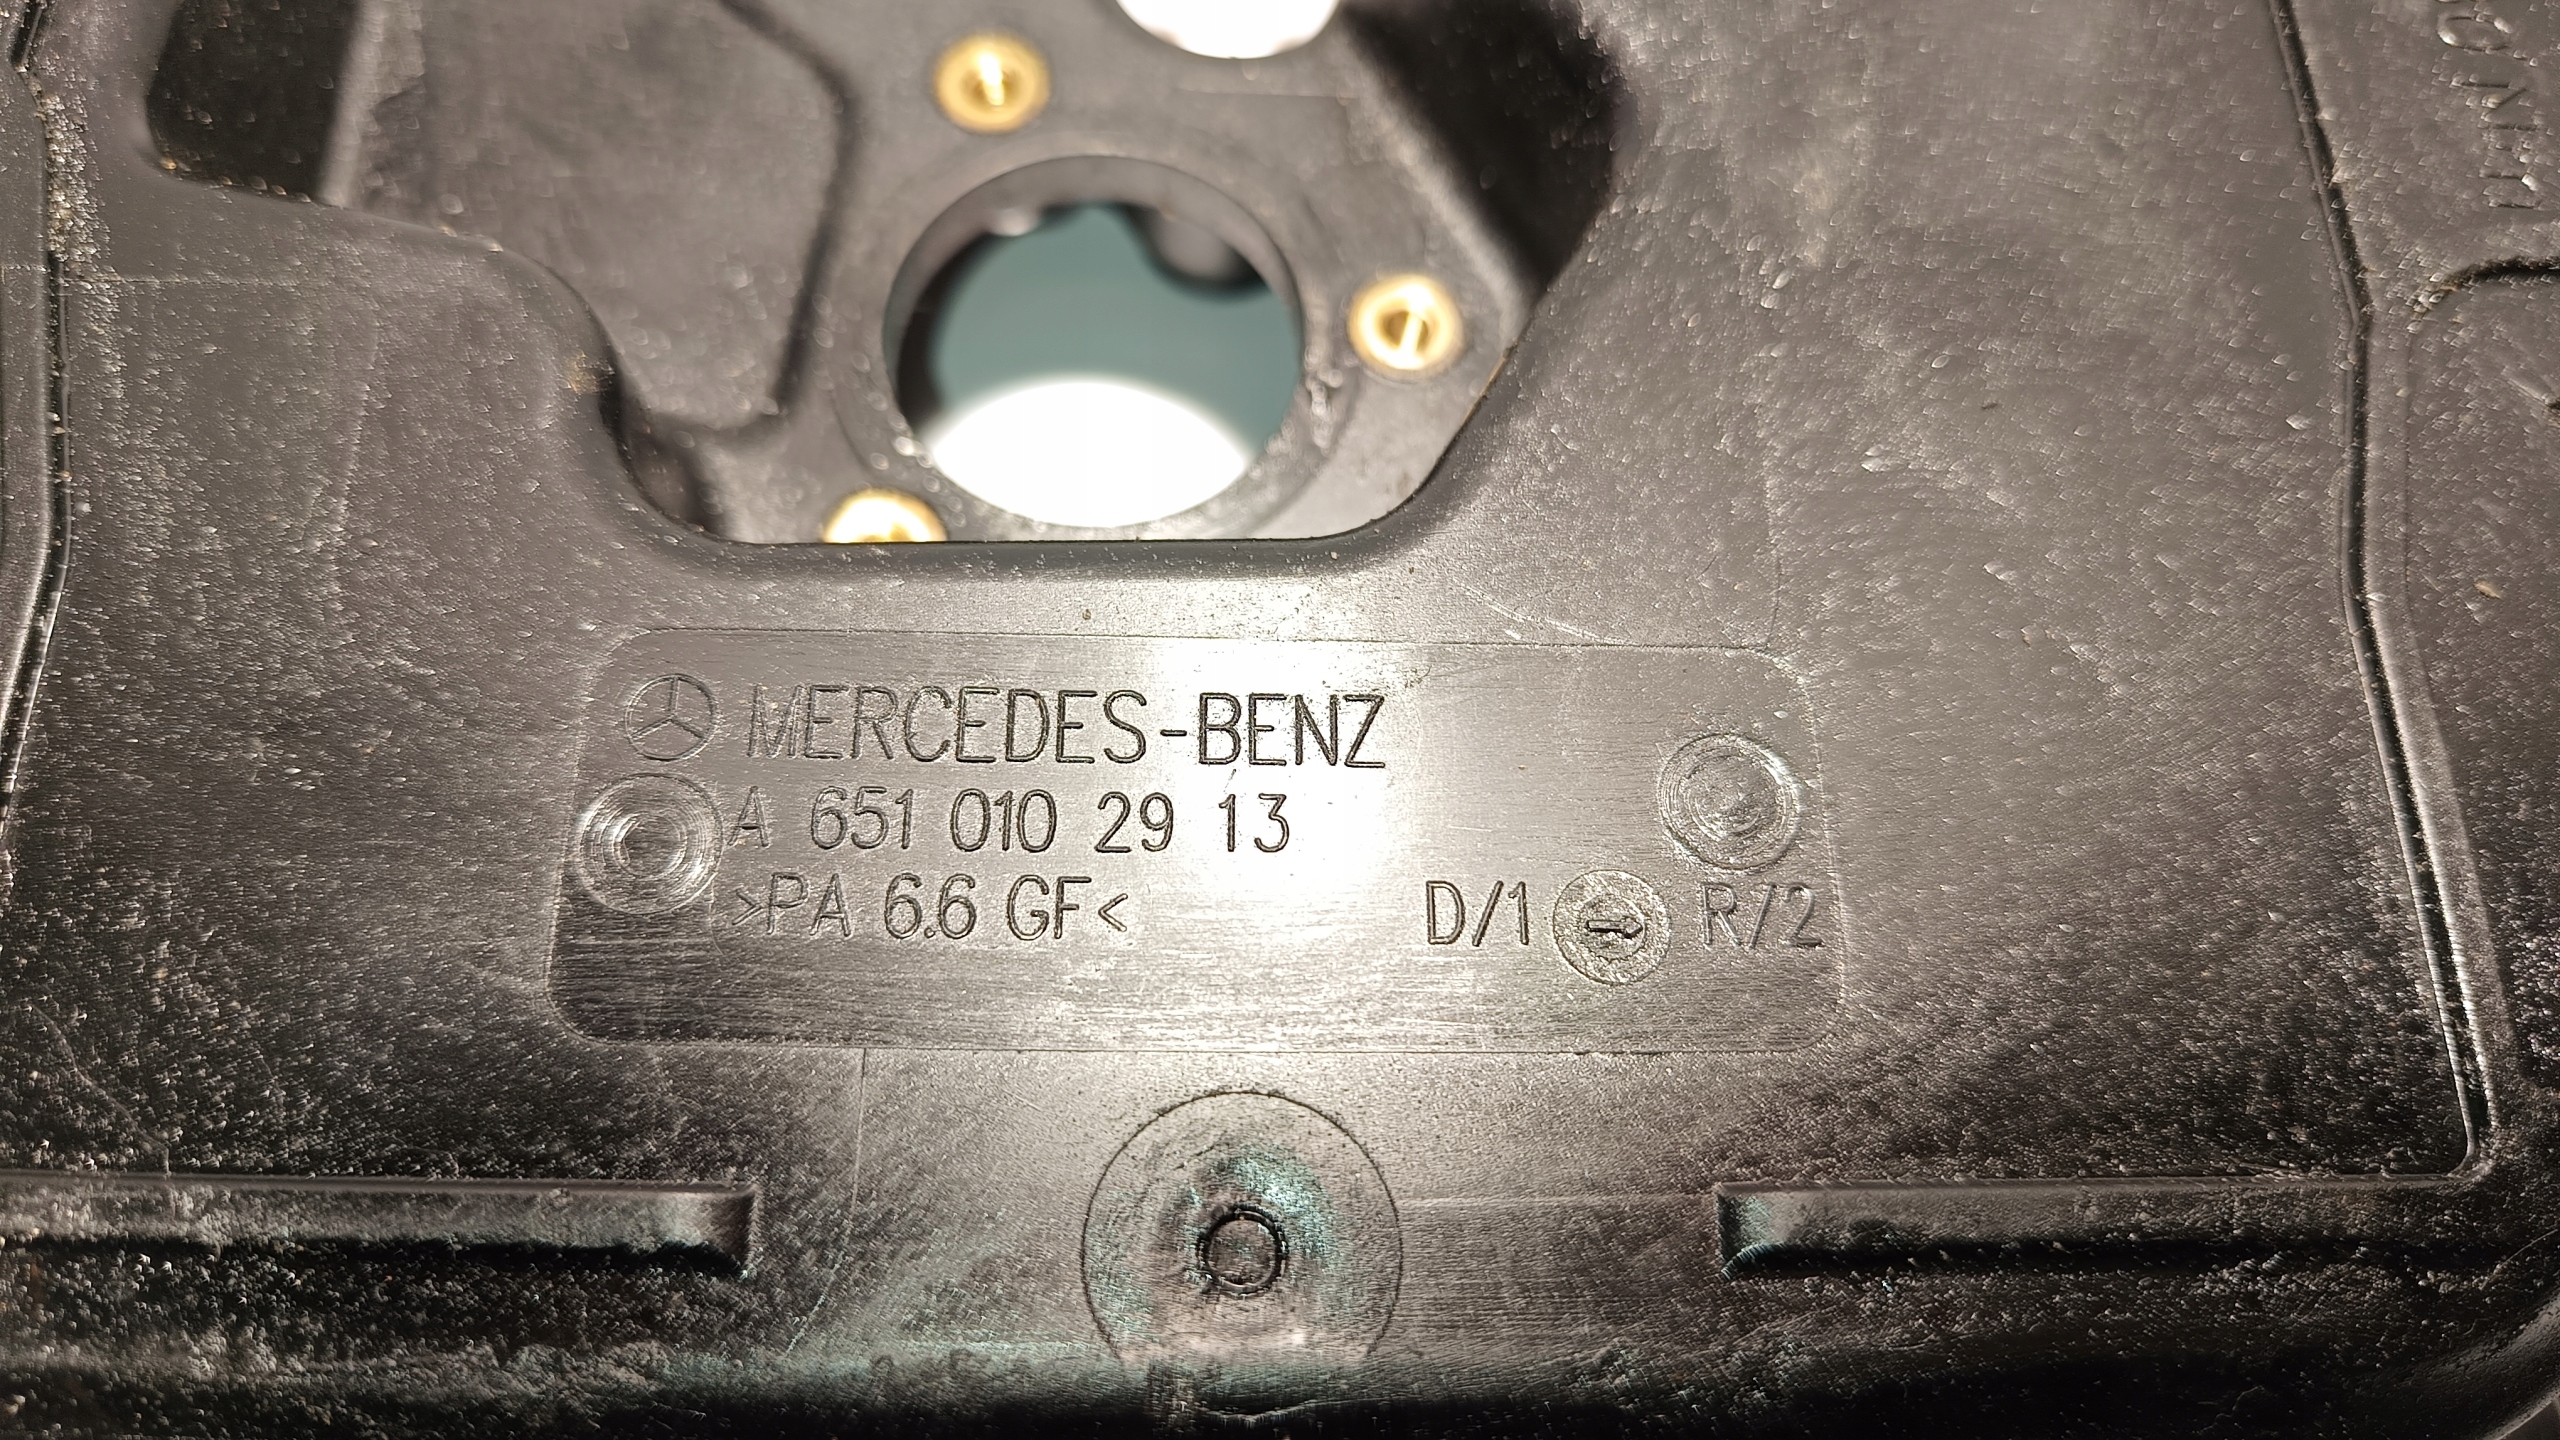 MERCEDES-BENZ
A 651 010 29 13
>PA 6.6 GF<
D/1 R/2